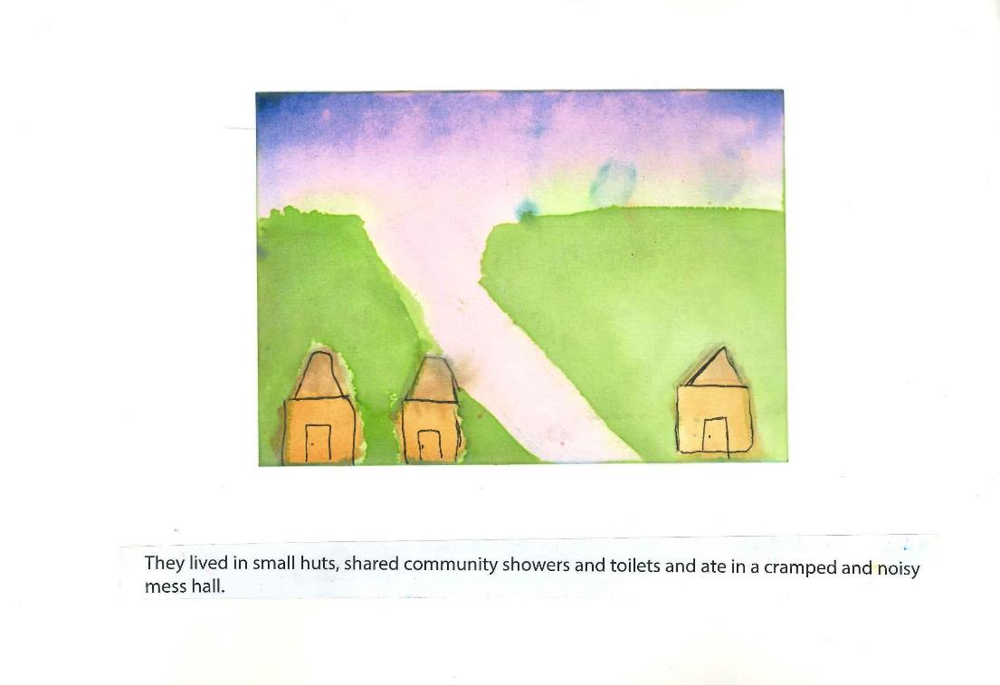 They lived in small huts, shared community showers and toilets and ate in a cramped and noisy
mess hall.